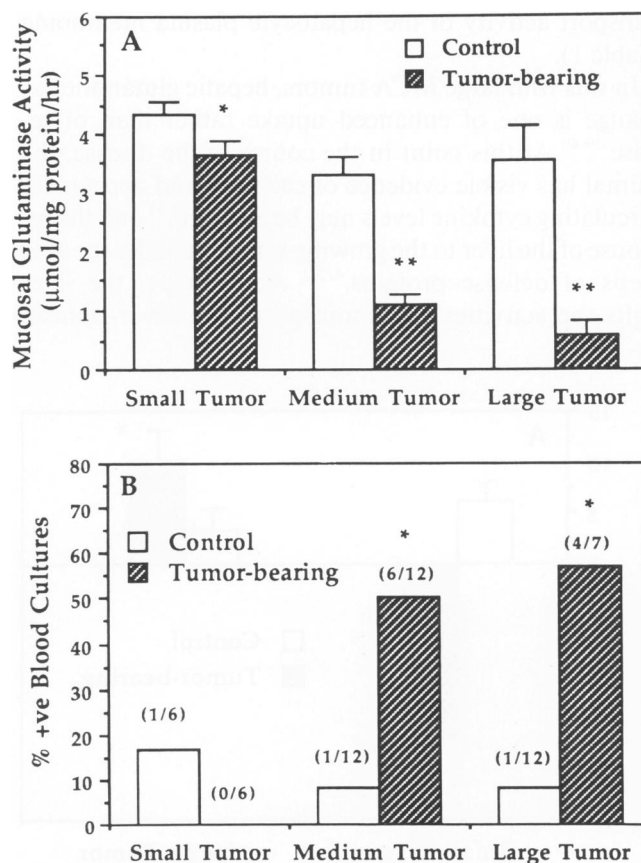 A
Control
Tumor-bearing
Mucosal Glutaminase Activity
(μmol/mg protein/hr)
6
5
4
3
2
1
0
*
**
**
Small Tumor
Medium Tumor
Large Tumor
B
Control
Tumor-bearing
% +ve Blood Cultures
80
70
60
50
40
30
20
10
0
(1/6)
(0/6)
(1/12)
*
(6/12)
(1/12)
*
(4/7)
Small Tumor
Medium Tumor
Large Tumor